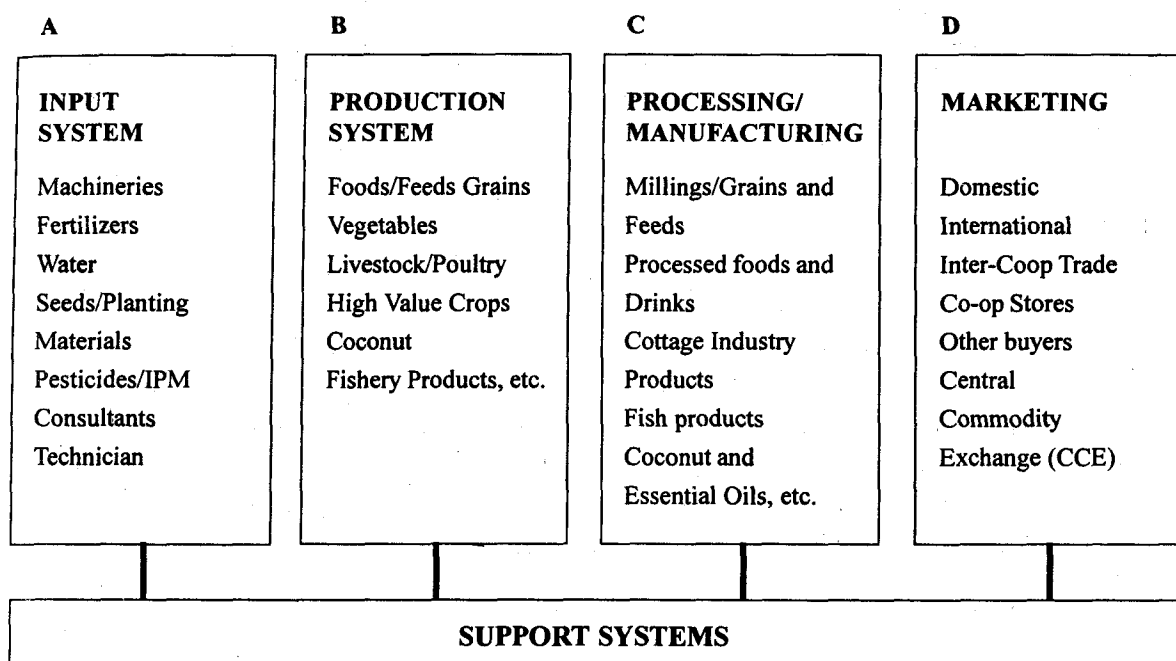 A
INPUT
SYSTEM
Machineries
Fertilizers
Water
Seeds/Planting
Materials
Pesticides/IPM
Consultants
Technician
B
PRODUCTION
SYSTEM
Foods/Feeds Grains
Vegetables
Livestock/Poultry
High Value Crops
Coconut
Fishery Products, etc.
C
PROCESSING/
MANUFACTURING
Millings/Grains and
Feeds
Processed foods and
Drinks
Cottage Industry
Products
Fish products
Coconut and
Essential Oils, etc.
D
MARKETING
Domestic
International
Inter-Coop Trade
Co-op Stores
Other buyers
Central
Commodity
Exchange (CCE)
SUPPORT SYSTEMS